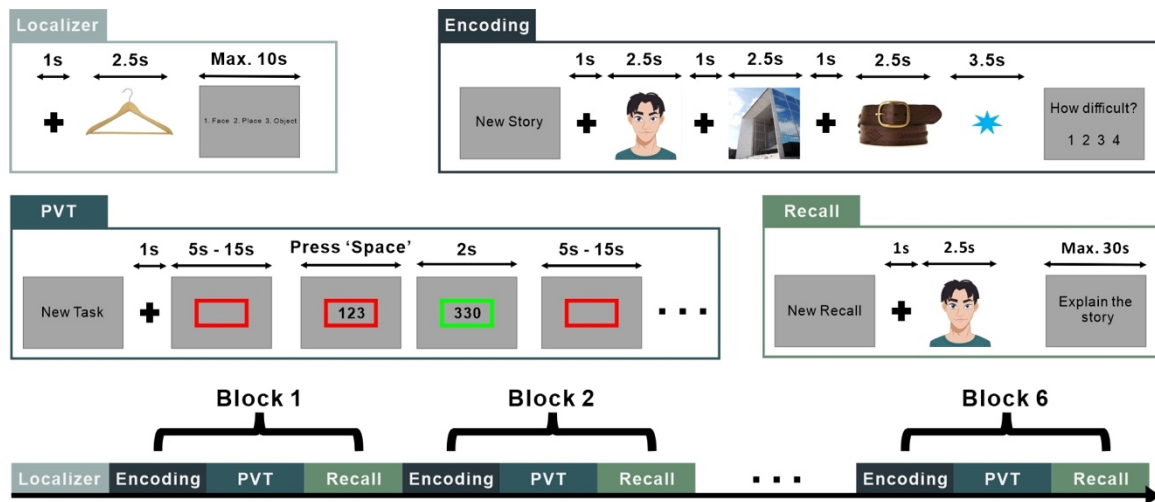 Localizer
1s
2.5s
Max. 10s
1. Face 2. Place 3. Object
Encoding
1s
2.5s
1s
2.5s
1s
2.5s
3.5s
New Story
How difficult?
1 2 3 4
PVT
1s
5s - 15s
Press ‘Space’
2s
5s - 15s
New Task
123
330
Recall
1s
2.5s
Max. 30s
New Recall
Explain the
story
Block 1
Block 2
Block 6
Localizer Encoding PVT Recall Encoding PVT Recall Encoding PVT Recall